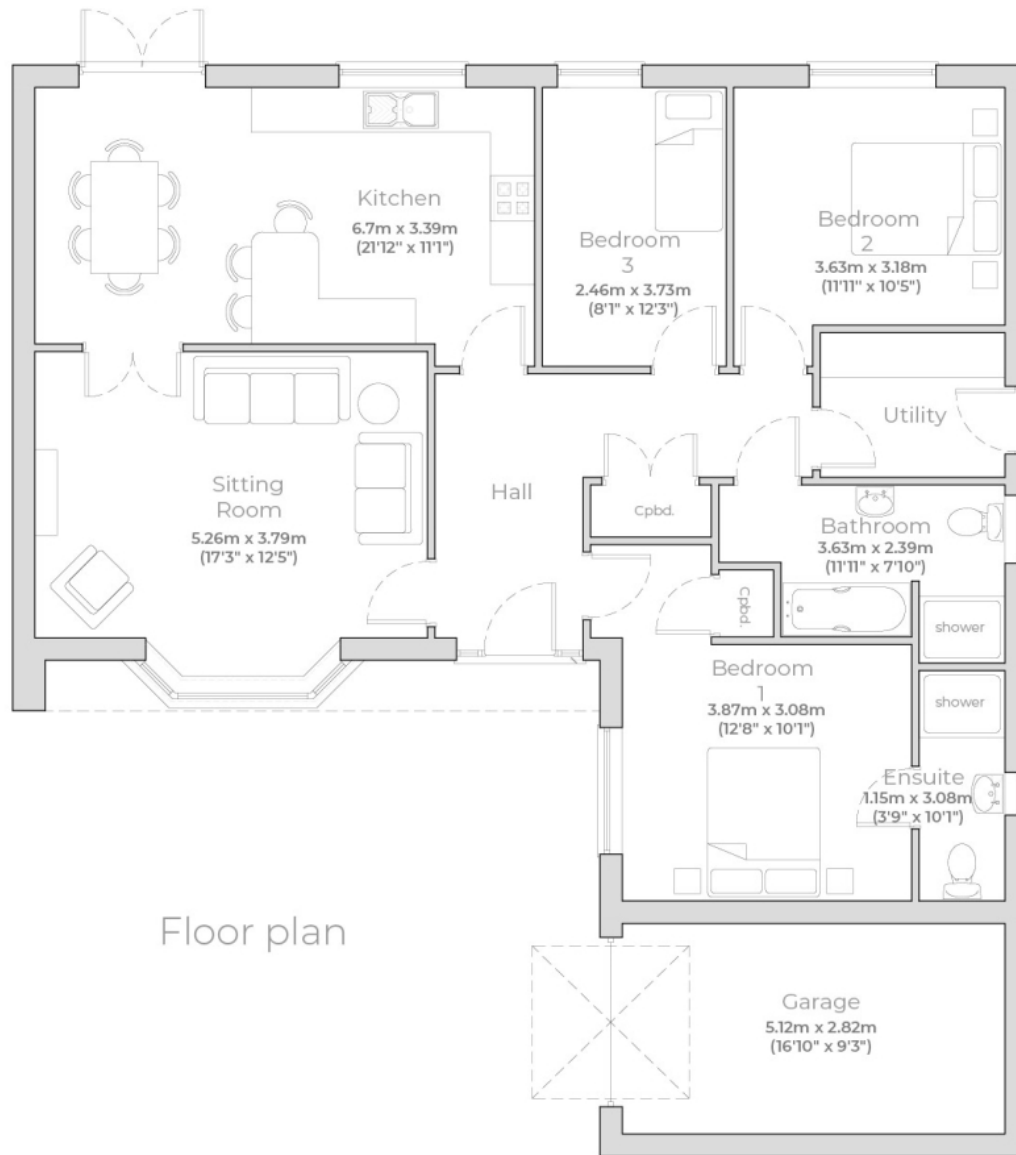 Kitchen
6.7m x 3.39m
(21'12" x 11'1")
Bedroom
3
2.46m x 3.73m
(8'1" x 12'3")
Bedroom
2
3.63m x 3.18m
(11'11" x 10'5")
Utility
Sitting
Room
5.26m x 3.79m
(17'3" x 12'5")
Hall
Cpbd.
Bathroom
3.63m x 2.39m
(11'11" x 7'10")
Cpbd.
shower
Bedroom
1
3.87m x 3.08m
(12'8" x 10'1")
shower
Ensuite
1.15m x 3.08m
(3'9" x 10'1")
Floor plan
Garage
5.12m x 2.82m
(16'10" x 9'3")